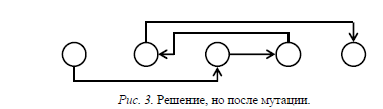 Рис. 3. Решение, но после мутации.